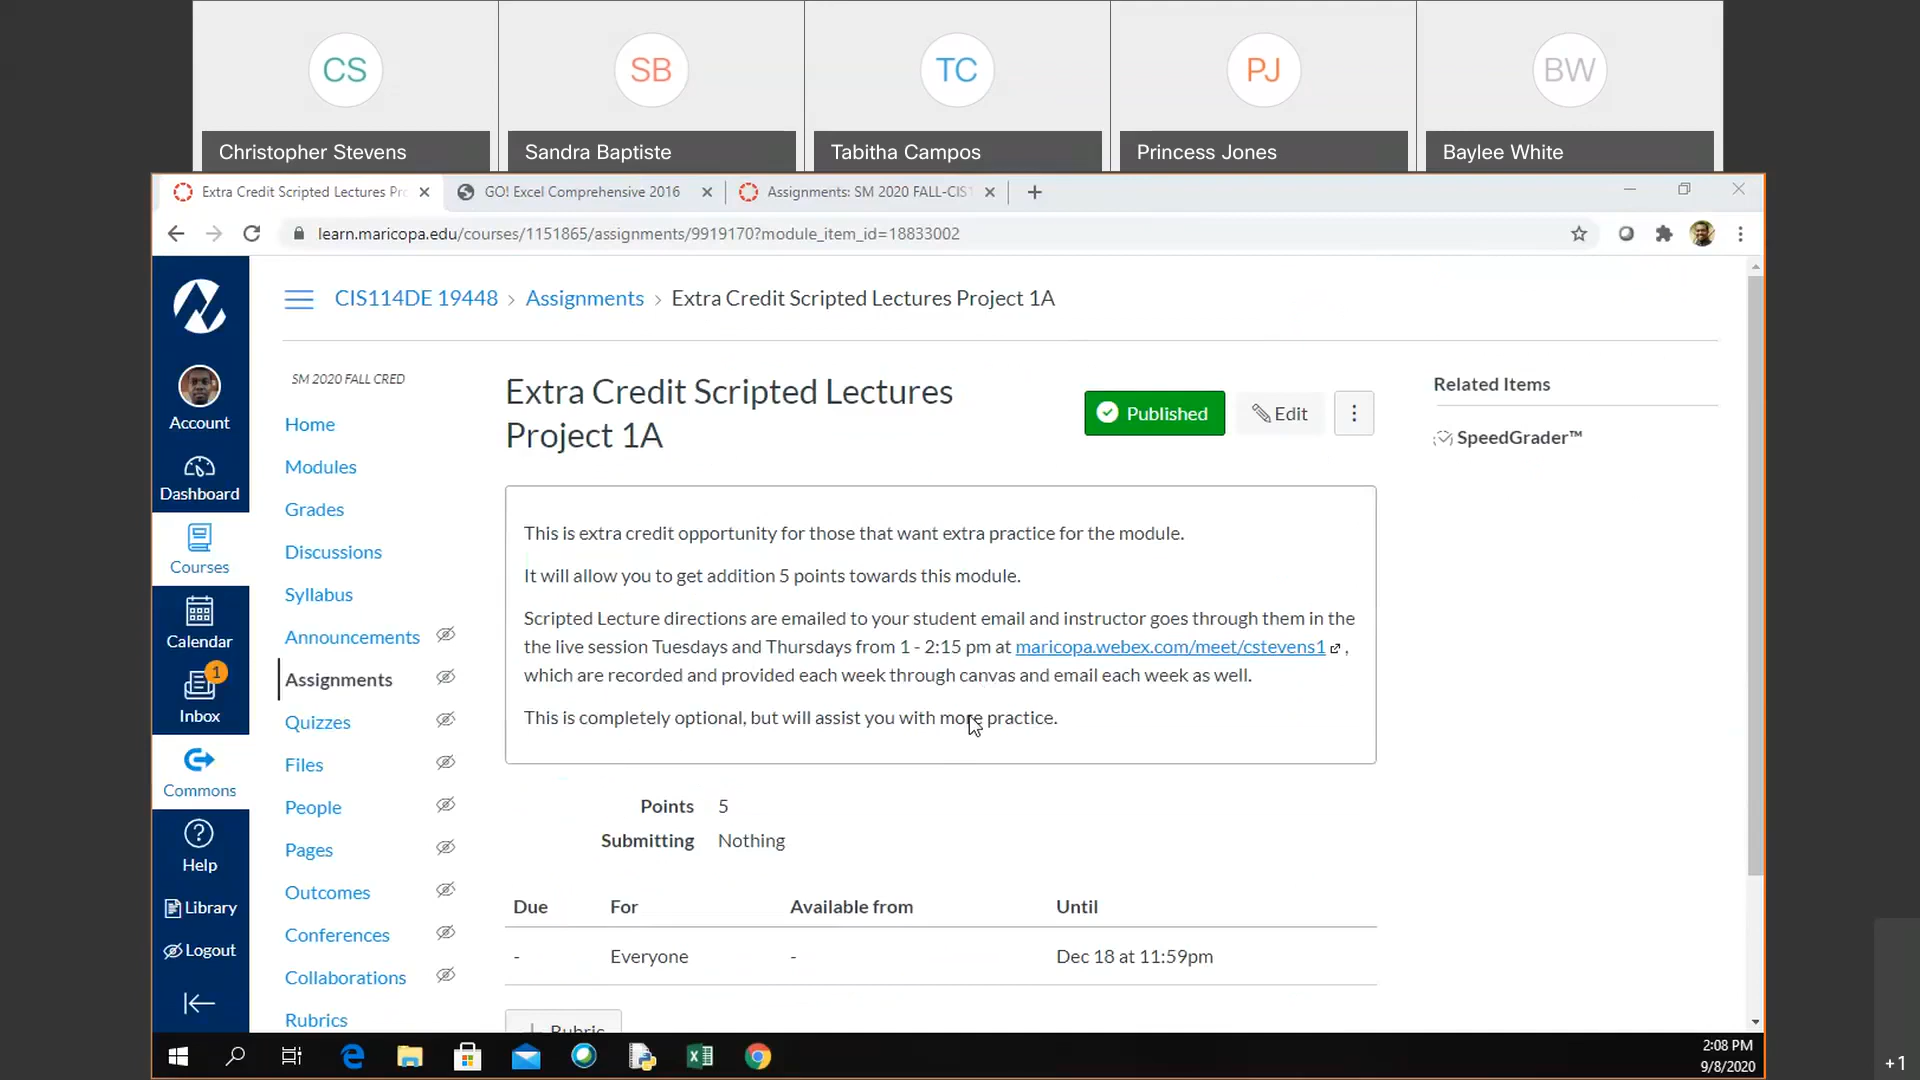 CS
SB
TC
PJ
BW
Christopher Stevens
Sandra Baptiste
Tabitha Campos
Princess Jones
Baylee White
Extra Credit Scripted Lectures Pr
GO! Excel Comprehensive 2016
Assignments: SM 2020 FALL-CIS1
learn.maricopa.edu/courses/1151865/assignments/9919170?module_item_id=18833002
CIS114DE 19448 > Assignments > Extra Credit Scripted Lectures Project 1A
Account
Dashboard
Courses
Calendar
1
Inbox
Commons
Help
Library
Logout
SM 2020 FALL CRED
Home
Modules
Grades
Discussions
Syllabus
Announcements
Assignments
Quizzes
Files
People
Pages
Outcomes
Conferences
Collaborations
Rubrics
Extra Credit Scripted Lectures
Project 1A
Published
Edit
Related Items
SpeedGrader™
This is extra credit opportunity for those that want extra practice for the module.
It will allow you to get addition 5 points towards this module.
Scripted Lecture directions are emailed to your student email and instructor goes through them in the
the live session Tuesdays and Thursdays from 1 - 2:15 pm at maricopa.webex.com/meet/cstevens1 ,
which are recorded and provided each week through canvas and email each week as well.
This is completely optional, but will assist you with more practice.
Points 5
Submitting Nothing
Due For Available from Until
- Everyone - Dec 18 at 11:59pm
+ Rubric
2:08 PM
9/8/2020
+1